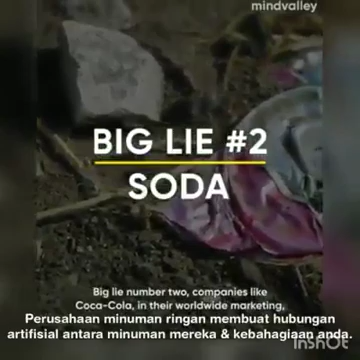 mindvalley
BIG LIE #2
SODA
Big lie number two, companies like
Coca-Cola, in their worldwide marketing,
Perusahaan minuman ringan membuat hubungan
artifisial antara minuman mereka & kebahagiaan anda.
InShOt